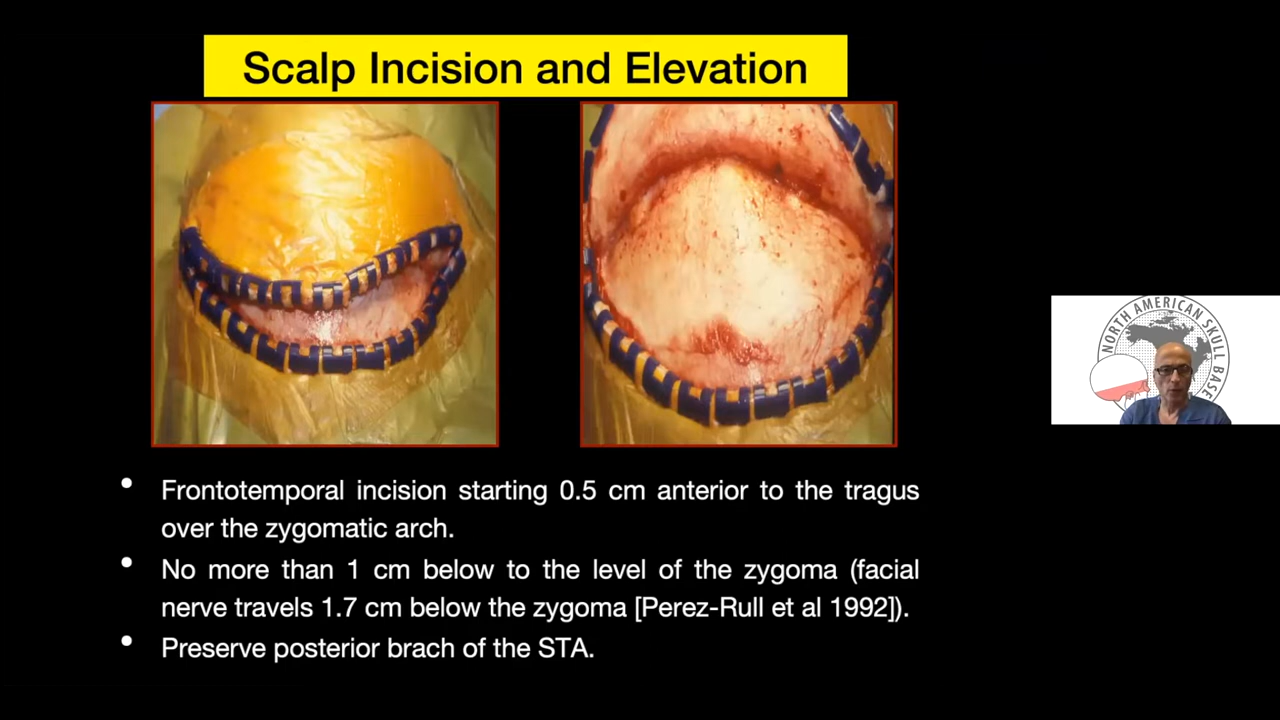 Scalp Incision and Elevation
NORTH AMERICAN SKULL BASE
• Frontotemporal incision starting 0.5 cm anterior to the tragus
over the zygomatic arch.
• No more than 1 cm below to the level of the zygoma (facial
nerve travels 1.7 cm below the zygoma [Perez-Rull et al 1992]).
• Preserve posterior brach of the STA.